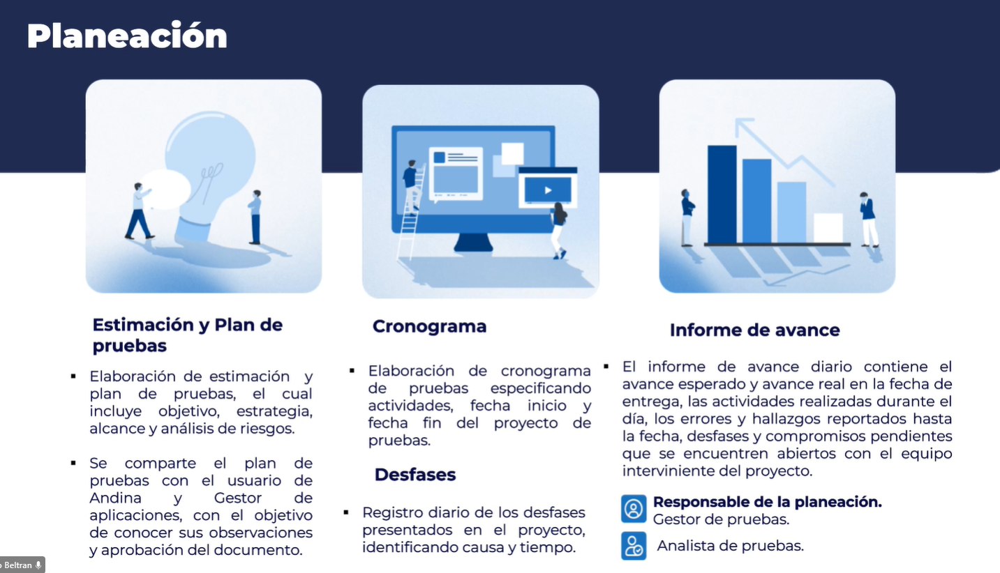 Planeación
Estimación y Plan de
pruebas
▪ Elaboración de estimación y
plan de pruebas, el cual
incluye objetivo, estrategia,
alcance y análisis de riesgos.
▪ Se comparte el plan de
pruebas con el usuario de
Andina y Gestor de
aplicaciones, con el objetivo
de conocer sus observaciones
y aprobación del documento.
Cronograma
▪ Elaboración de cronograma
de pruebas especificando
actividades, fecha inicio y
fecha fin del proyecto de
pruebas.
Desfases
▪ Registro diario de los desfases
presentados en el proyecto,
identificando causa y tiempo.
Informe de avance
▪ El informe de avance diario contiene el
avance esperado y avance real en la fecha de
entrega, las actividades realizadas durante el
día, los errores y hallazgos reportados hasta
la fecha, desfases y compromisos pendientes
que se encuentren abiertos con el equipo
interviniente del proyecto.
Responsable de la planeación.
Gestor de pruebas.
Analista de pruebas.
Beltran